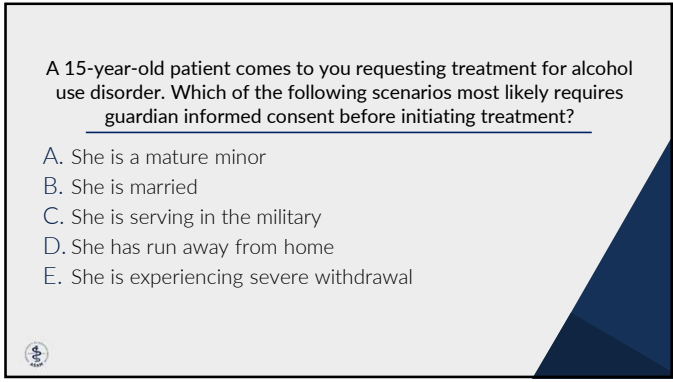 A 15-year-old patient comes to you requesting treatment for alcohol
use disorder. Which of the following scenarios most likely requires
guardian informed consent before initiating treatment?
A. She is a mature minor
B. She is married
C. She is serving in the military
D. She has run away from home
E. She is experiencing severe withdrawal
ASAM